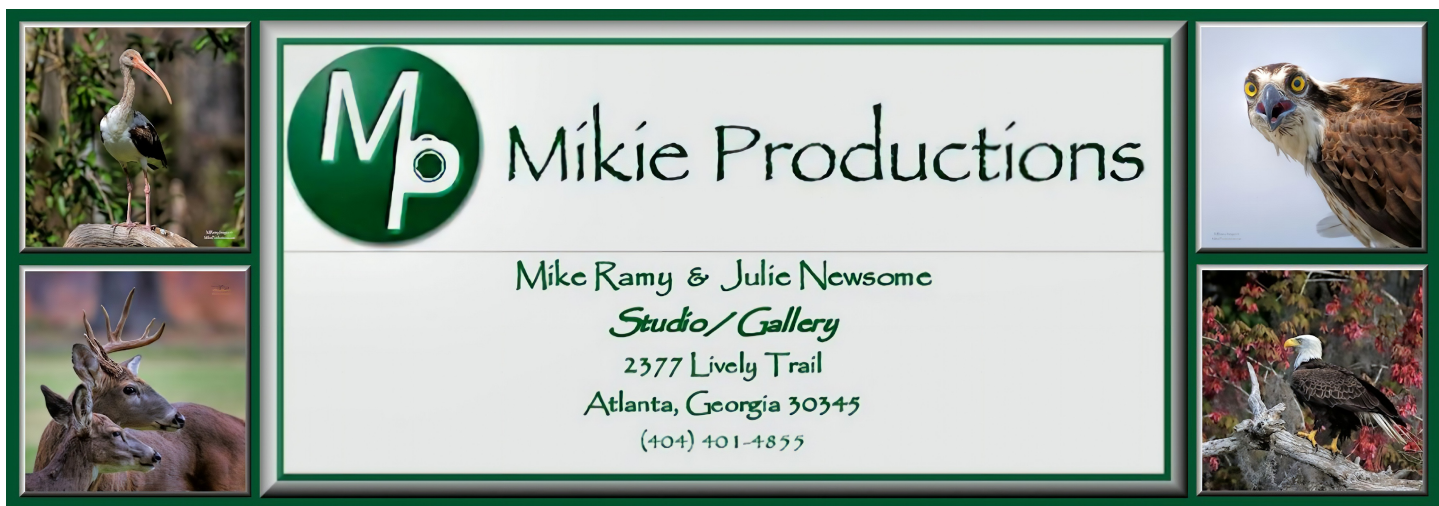 Mp
Mikie Productions
Mike Ramy & Julie Newsome
Studio/Gallery
2377 Lively Trail
Atlanta, Georgia 30345
(404) 401-4855